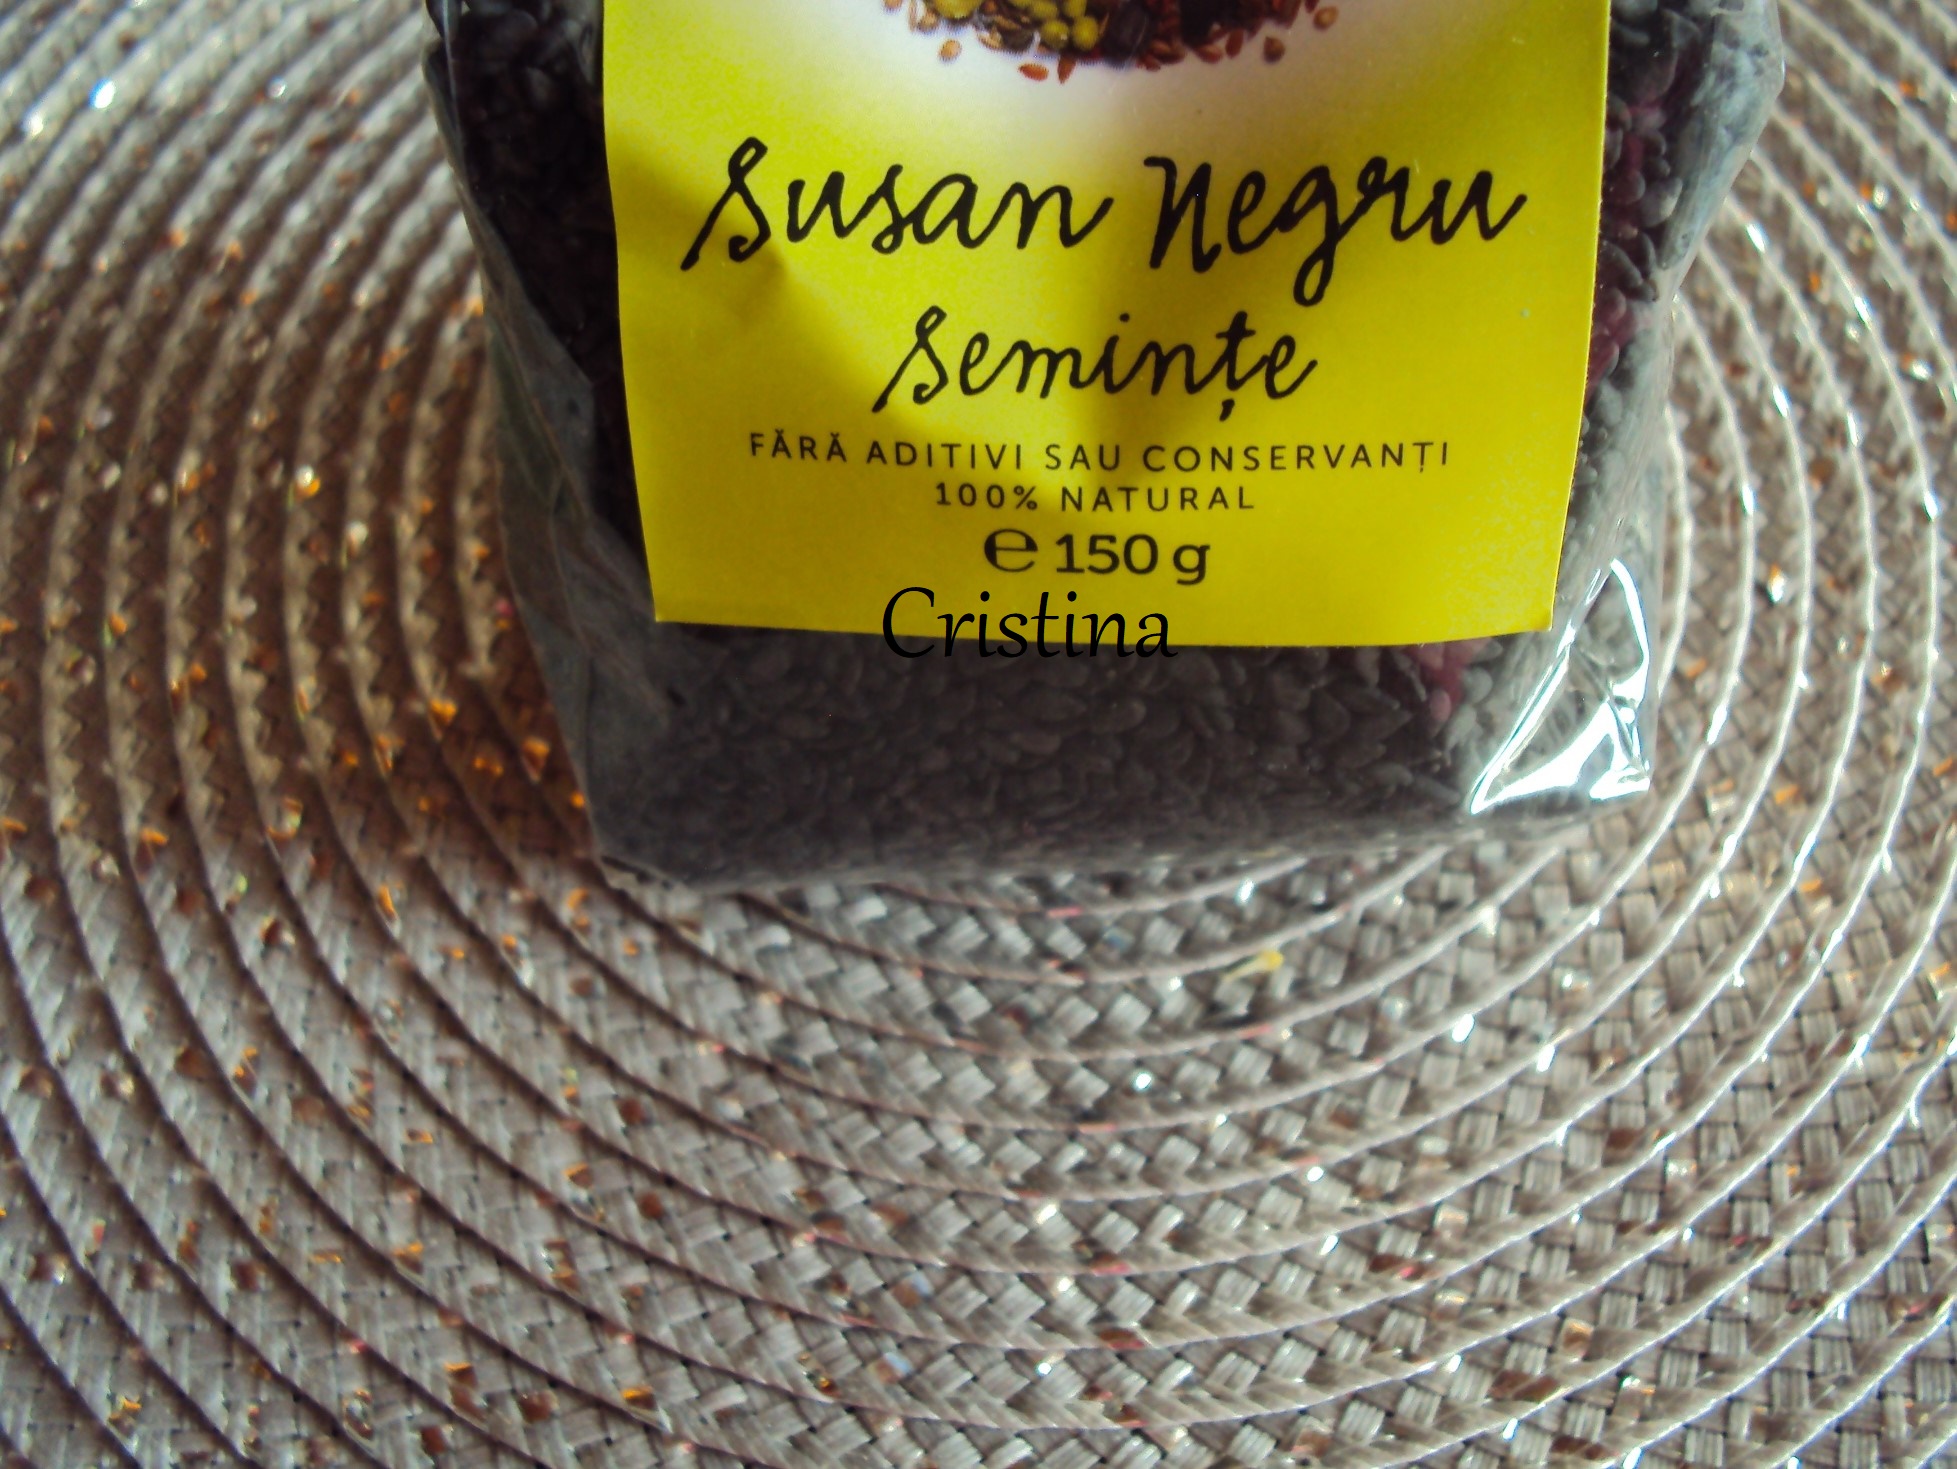 Susan Negru
Semințe
FĂRĂ ADITIVI SAU CONSERVANȚI
100% NATURAL
℮ 150 g
Cristina